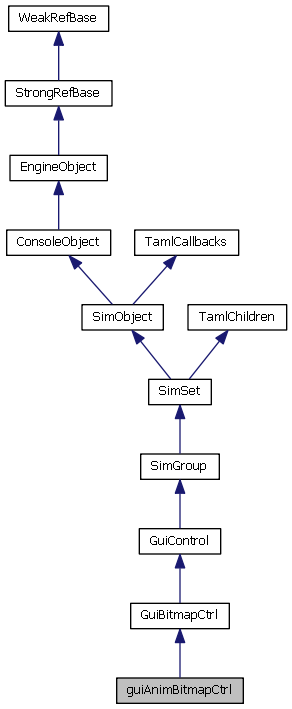 WeakRefBase
StrongRefBase
EngineObject
ConsoleObject
TamlCallbacks
SimObject
TamlChildren
SimSet
SimGroup
GuiControl
GuiBitmapCtrl
guiAnimBitmapCtrl